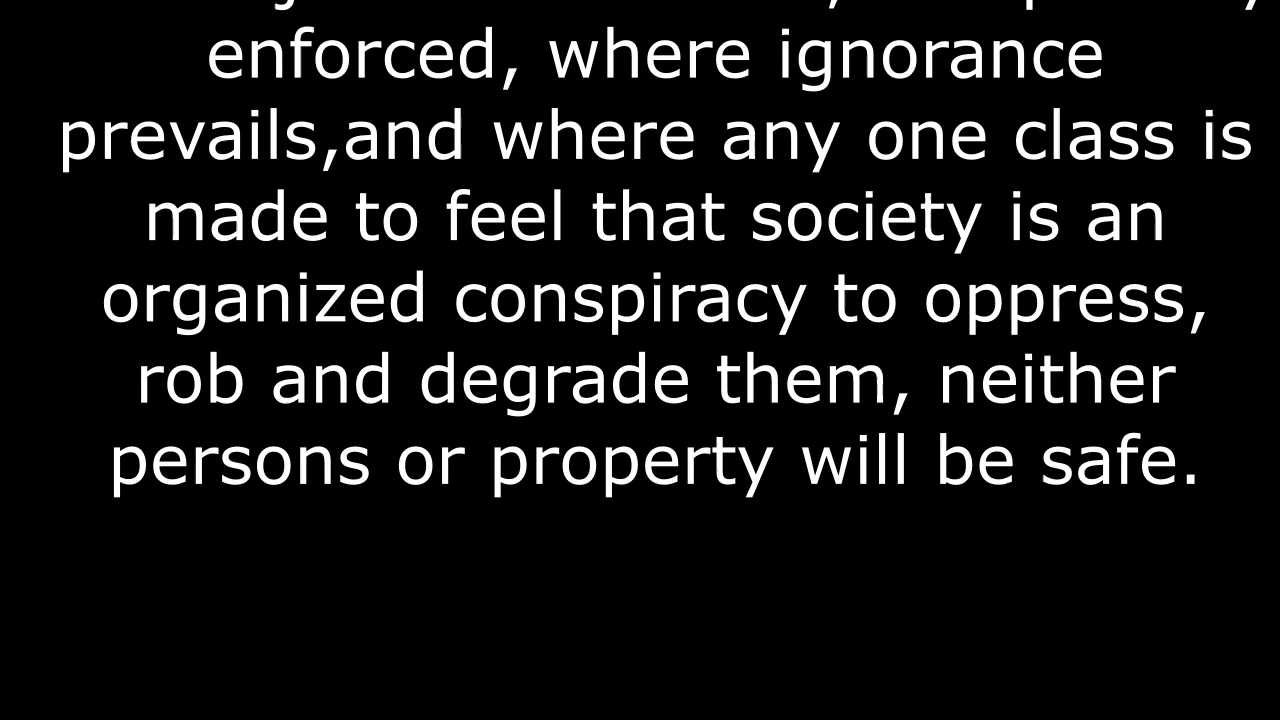 enforced, where ignorance
prevails,and where any one class is
made to feel that society is an
organized conspiracy to oppress,
rob and degrade them, neither
persons or property will be safe.